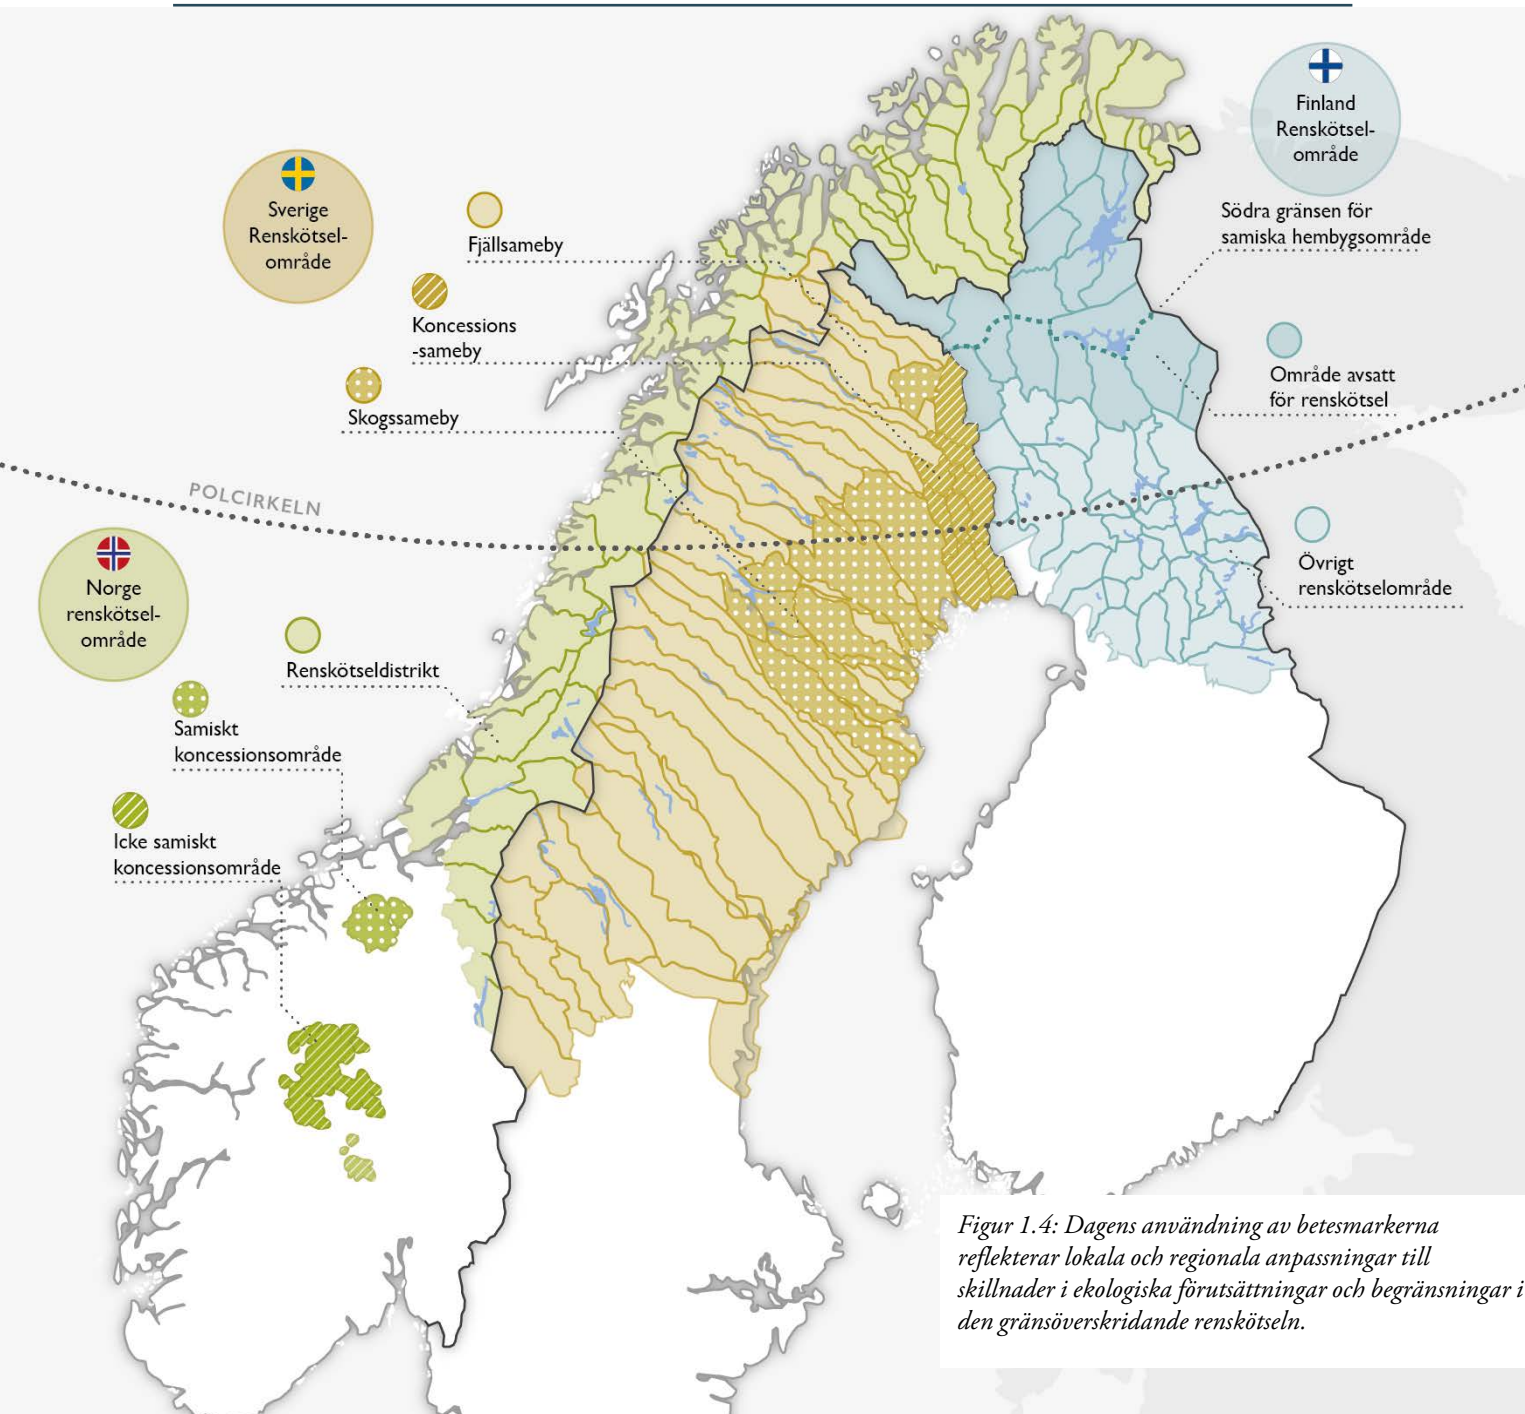 Finland
Renskötsel-
område
Sverige
Renskötsel-
område
Fjällsameby
Södra gränsen för
samiska hembygsområde
Koncessions
-sameby
Område avsatt
för renskötsel
Skogssameby
POLCIRKELN
Norge
renskötsel-
område
Övrigt
renskötselområde
Renskötseldistrikt
Samiskt
koncessionsområde
Icke samiskt
koncessionsområde
Figur 1.4: Dagens användning av betesmarkerna
reflekterar lokala och regionala anpassningar till
skillnader i ekologiska förutsättningar och begränsningar i
den gränsöverskridande renskötseln.